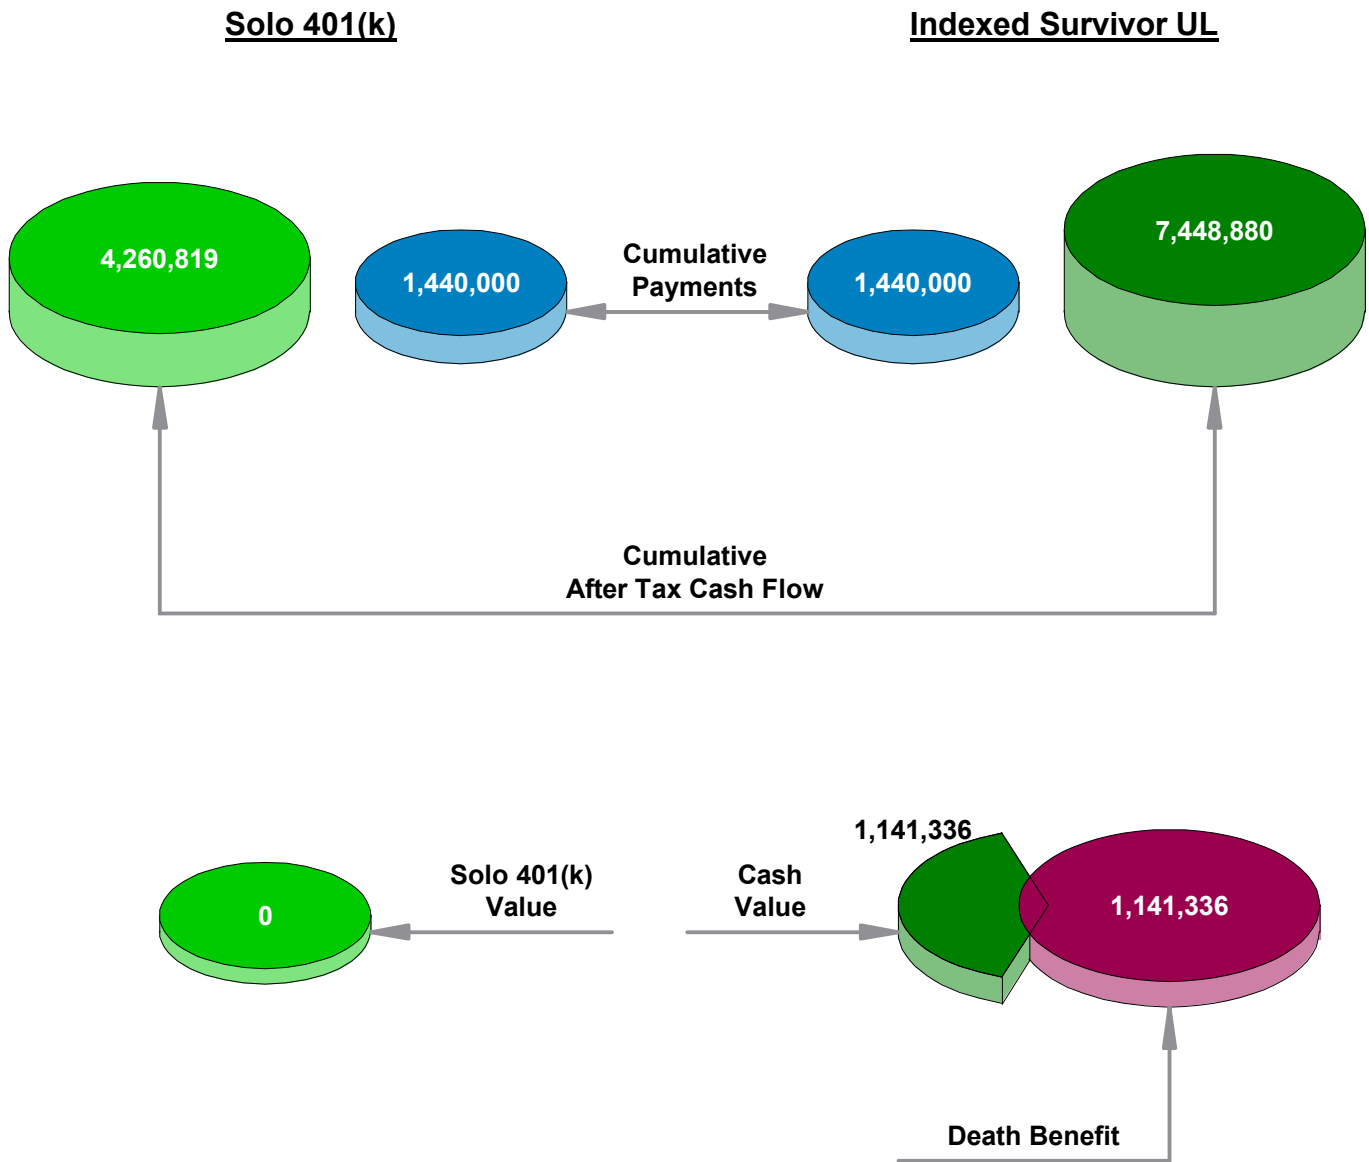 Solo 401(k)
Indexed Survivor UL
4,260,819
1,440,000
Cumulative
Payments
1,440,000
7,448,880
Cumulative
After Tax Cash Flow
0
Solo 401(k)
Value
Cash
Value
1,141,336
1,141,336
Death Benefit